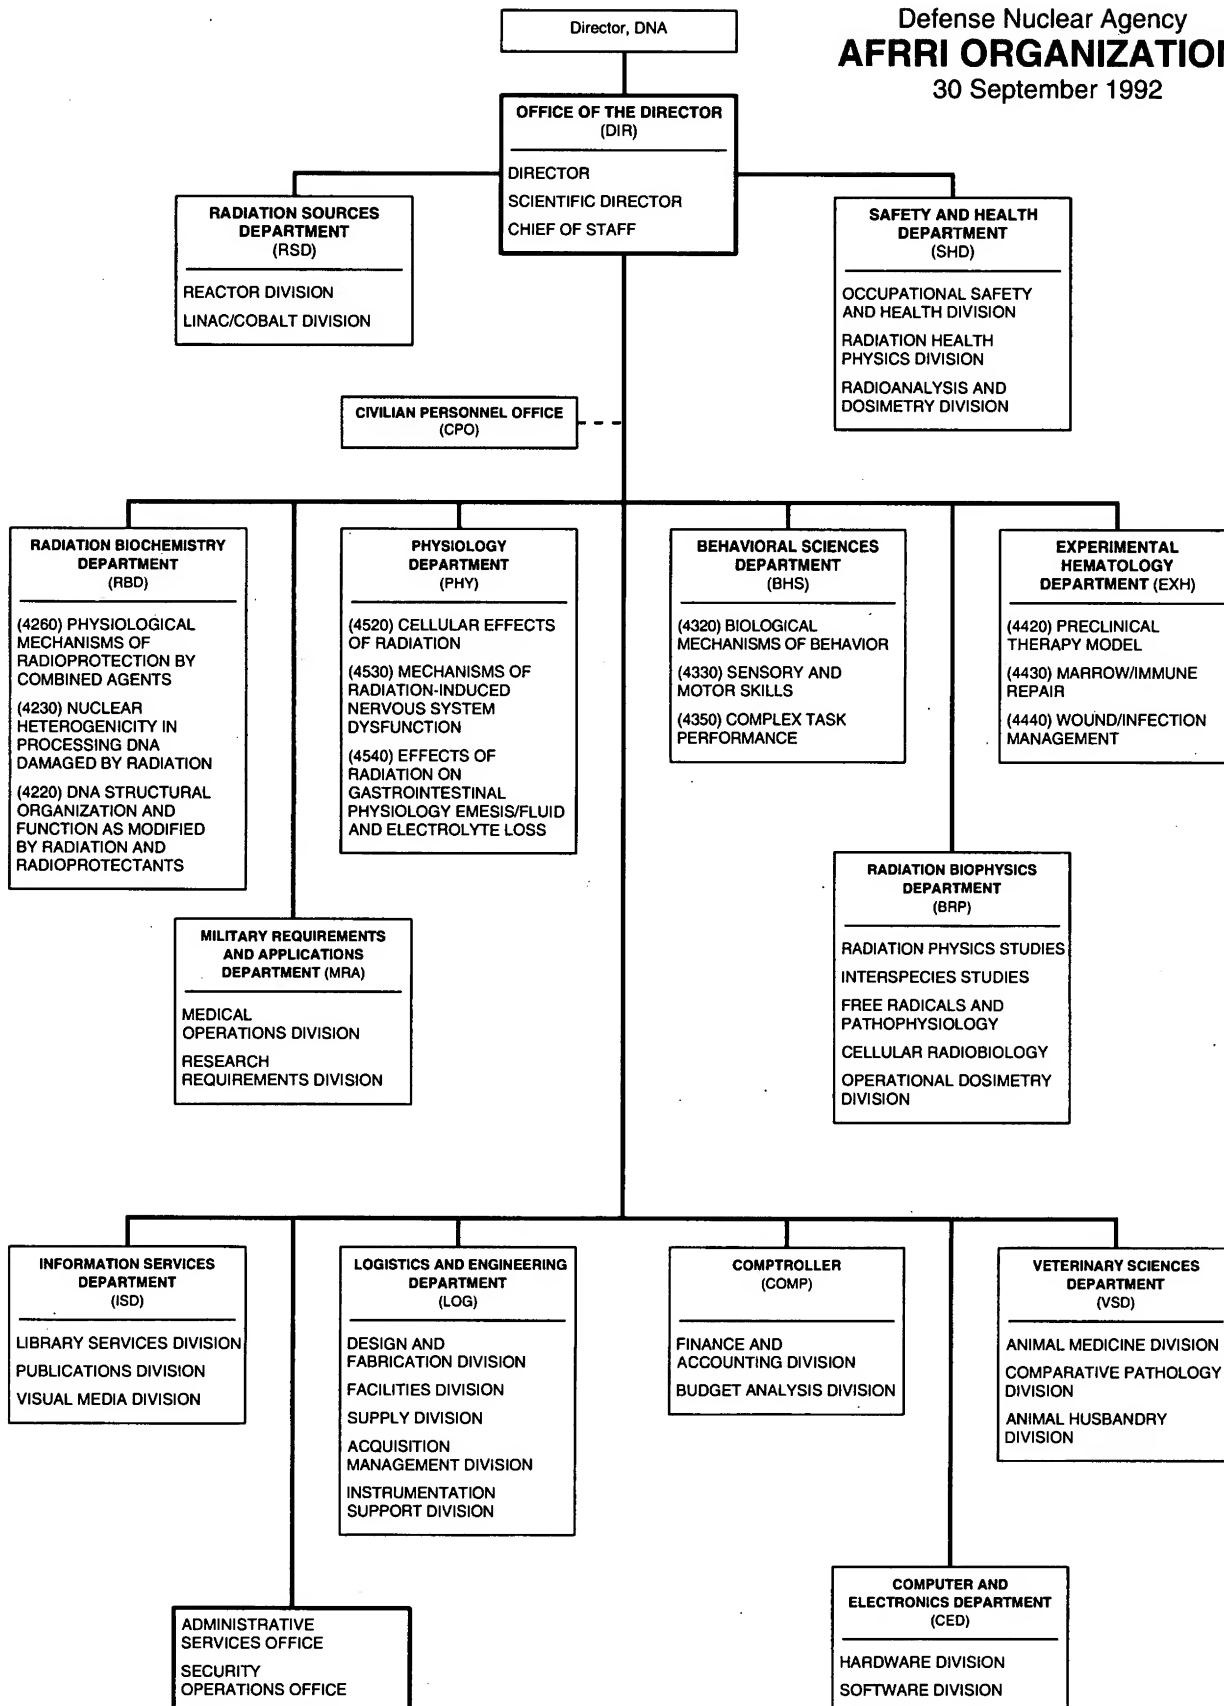 Defense Nuclear Agency
AFRRI ORGANIZATION
30 September 1992
Director, DNA
OFFICE OF THE DIRECTOR
(DIR)
DIRECTOR
SCIENTIFIC DIRECTOR
CHIEF OF STAFF
RADIATION SOURCES
DEPARTMENT
(RSD)
REACTOR DIVISION
LINAC/COBALT DIVISION
SAFETY AND HEALTH
DEPARTMENT
(SHD)
OCCUPATIONAL SAFETY
AND HEALTH DIVISION
RADIATION HEALTH
PHYSICS DIVISION
RADIOANALYSIS AND
DOSIMETRY DIVISION
CIVILIAN PERSONNEL OFFICE
(CPO)
RADIATION BIOCHEMISTRY
DEPARTMENT
(RBD)
(4260) PHYSIOLOGICAL
MECHANISMS OF
RADIOPROTECTION BY
COMBINED AGENTS
(4230) NUCLEAR
HETEROGENICITY IN
PROCESSING DNA
DAMAGED BY RADIATION
(4220) DNA STRUCTURAL
ORGANIZATION AND
FUNCTION AS MODIFIED
BY RADIATION AND
RADIOPROTECTANTS
PHYSIOLOGY
DEPARTMENT
(PHY)
(4520) CELLULAR EFFECTS
OF RADIATION
(4530) MECHANISMS OF
RADIATION-INDUCED
NERVOUS SYSTEM
DYSFUNCTION
(4540) EFFECTS OF
RADIATION ON
GASTROINTESTINAL
PHYSIOLOGY EMESIS/FLUID
AND ELECTROLYTE LOSS
BEHAVIORAL SCIENCES
DEPARTMENT
(BHS)
(4320) BIOLOGICAL
MECHANISMS OF BEHAVIOR
(4330) SENSORY AND
MOTOR SKILLS
(4350) COMPLEX TASK
PERFORMANCE
EXPERIMENTAL
HEMATOLOGY
DEPARTMENT (EXH)
(4420) PRECLINICAL
THERAPY MODEL
(4430) MARROW/IMMUNE
REPAIR
(4440) WOUND/INFECTION
MANAGEMENT
MILITARY REQUIREMENTS
AND APPLICATIONS
DEPARTMENT (MRA)
MEDICAL
OPERATIONS DIVISION
RESEARCH
REQUIREMENTS DIVISION
RADIATION BIOPHYSICS
DEPARTMENT
(BRP)
RADIATION PHYSICS STUDIES
INTERSPECIES STUDIES
FREE RADICALS AND
PATHOPHYSIOLOGY
CELLULAR RADIOBIOLOGY
OPERATIONAL DOSIMETRY
DIVISION
INFORMATION SERVICES
DEPARTMENT
(ISD)
LIBRARY SERVICES DIVISION
PUBLICATIONS DIVISION
VISUAL MEDIA DIVISION
LOGISTICS AND ENGINEERING
DEPARTMENT
(LOG)
DESIGN AND
FABRICATION DIVISION
FACILITIES DIVISION
SUPPLY DIVISION
ACQUISITION
MANAGEMENT DIVISION
INSTRUMENTATION
SUPPORT DIVISION
COMPTROLLER
(COMP)
FINANCE AND
ACCOUNTING DIVISION
BUDGET ANALYSIS DIVISION
VETERINARY SCIENCES
DEPARTMENT
(VSD)
ANIMAL MEDICINE DIVISION
COMPARATIVE PATHOLOGY
DIVISION
ANIMAL HUSBANDRY
DIVISION
ADMINISTRATIVE
SERVICES OFFICE
SECURITY
OPERATIONS OFFICE
COMPUTER AND
ELECTRONICS DEPARTMENT
(CED)
HARDWARE DIVISION
SOFTWARE DIVISION